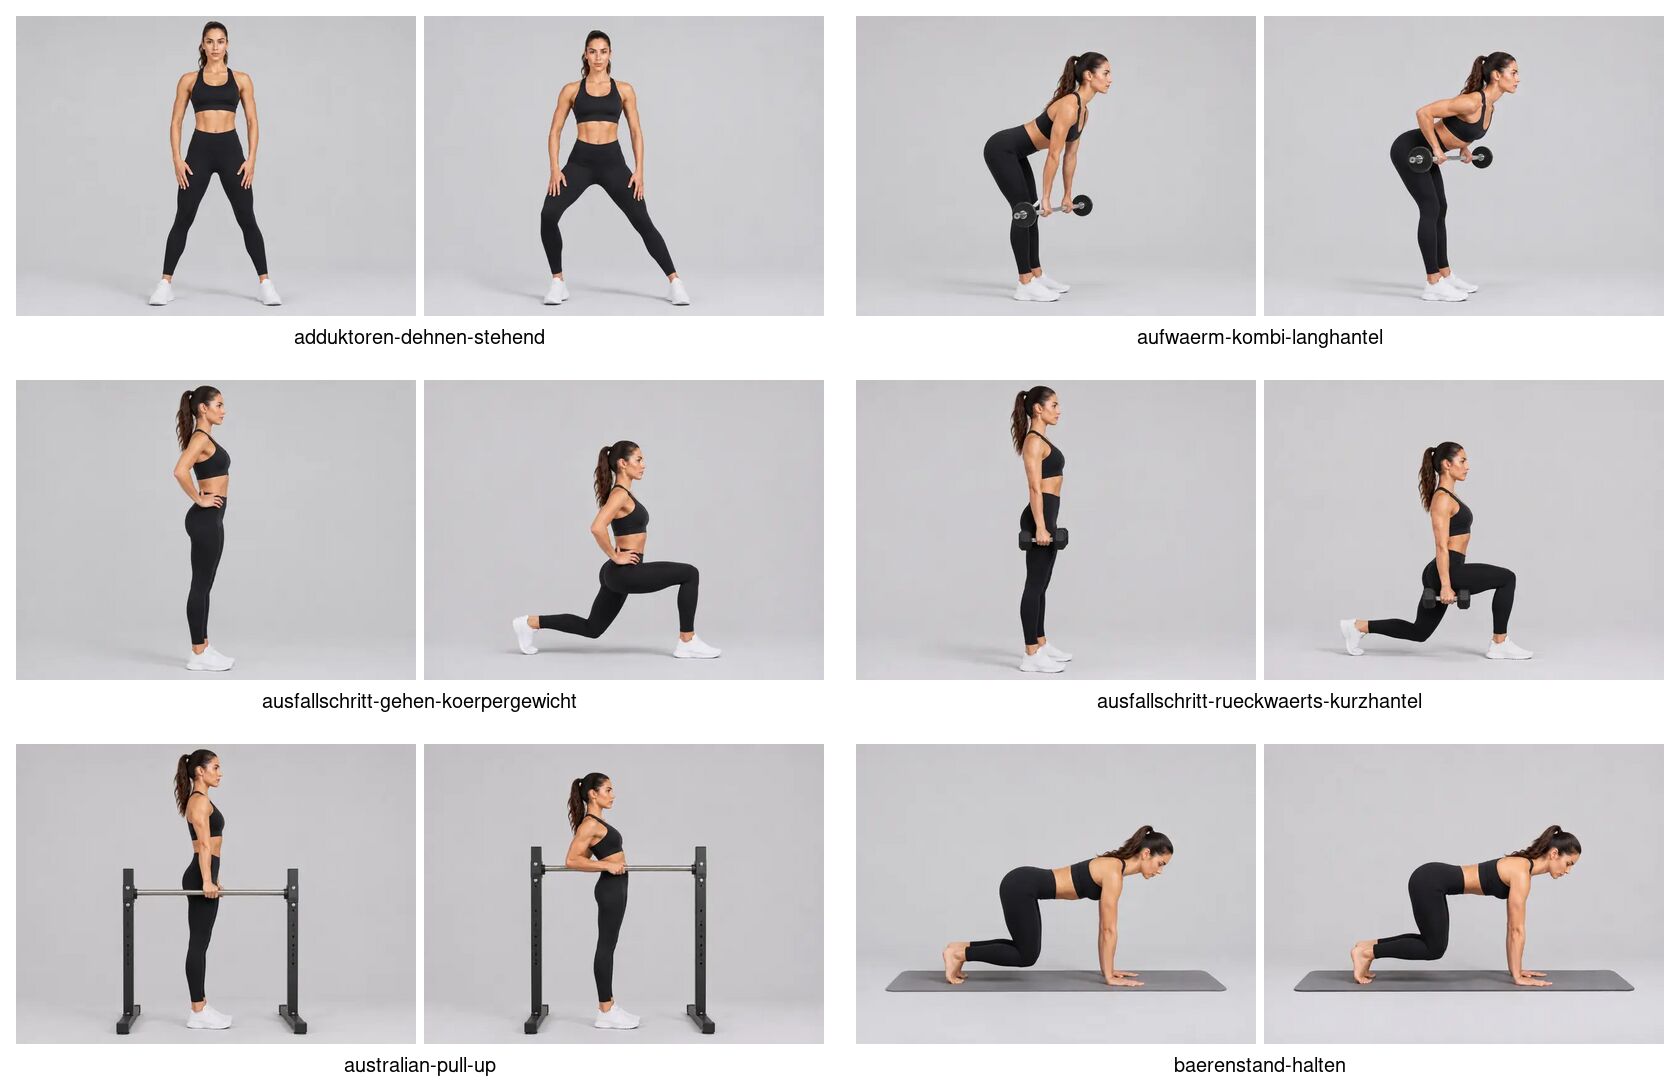 adduktoren-dehnen-stehend
aufwaerm-kombi-langhantel
ausfallschritt-gehen-koerpergewicht
ausfallschritt-rueckwaerts-kurzhantel
australian-pull-up
baerenstand-halten